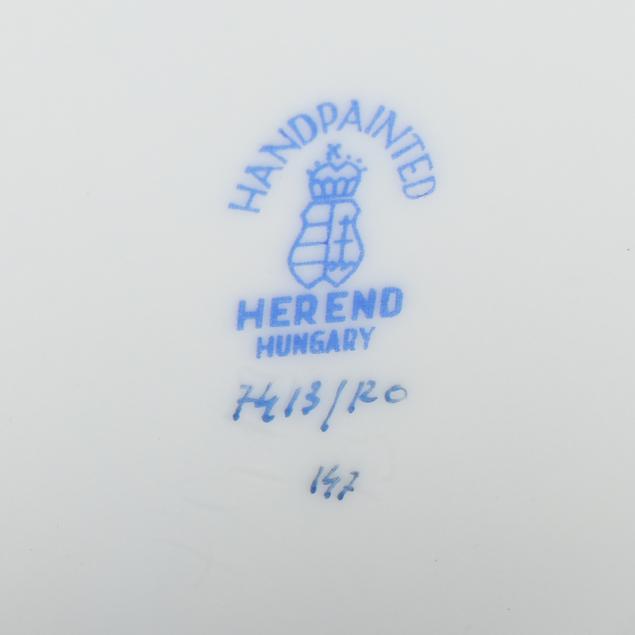 HANDPAINTED
HEREND
HUNGARY
7413/RO
147